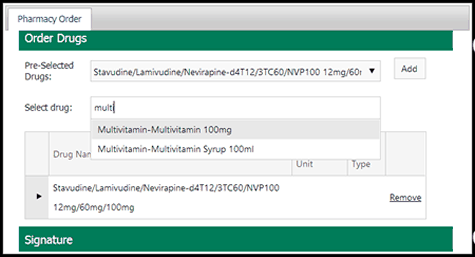 Pharmacy Order
Order Drugs
Pre-Selected Drugs:
Stavudine/Lamivudine/Nevirapine-d4T12/3TC60/NVP100 12mg/60
Add
Select drug:
multi
Multivitamin-Multivitamin 100mg
Multivitamin-Multivitamin Syrup 100ml
Drug Nam
Unit
Type
Stavudine/Lamivudine/Nevirapine-d4T12/3TC60/NVP100
12mg/60mg/100mg
Remove
Signature